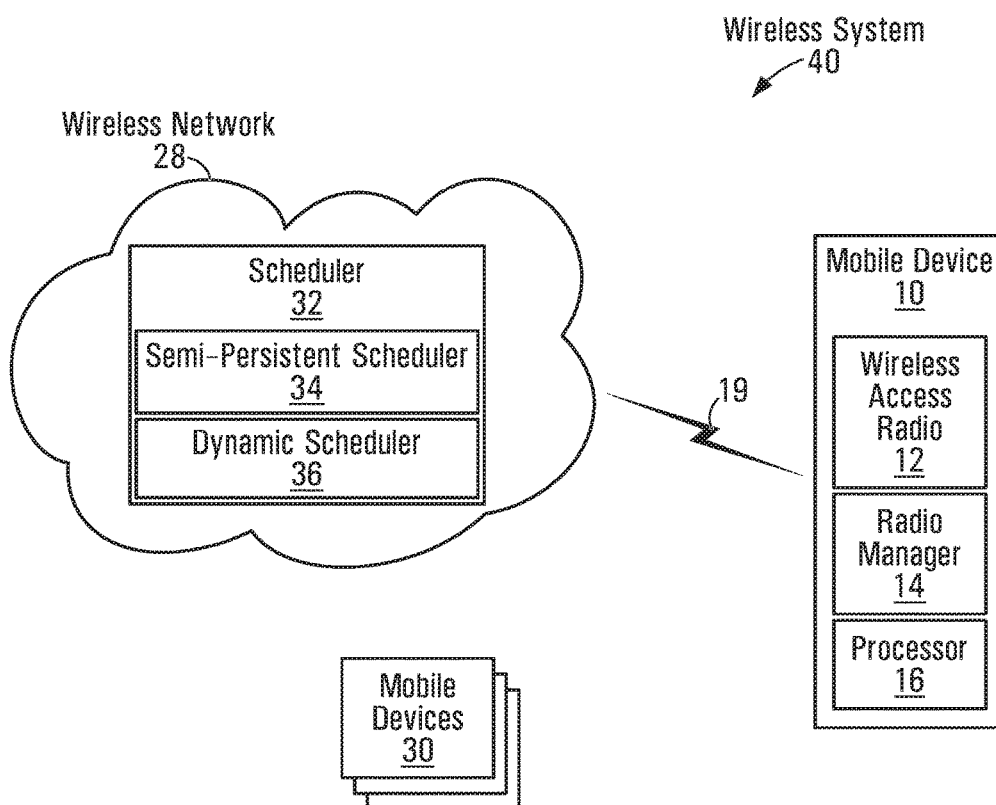 Wireless System
40
Wireless Network
28
Scheduler
32
Semi-Persistent Scheduler
34
Dynamic Scheduler
36
19
Mobile Device
10
Wireless
Access
Radio
12
Radio
Manager
14
Processor
16
Mobile
Devices
30